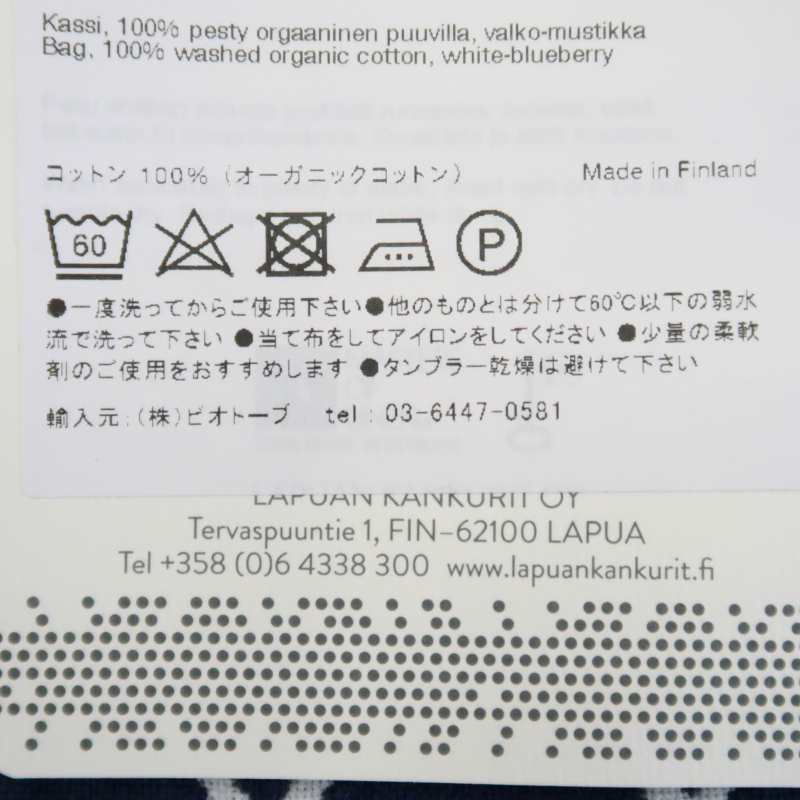 Kassi, 100% pesty orgaaninen puuvilla, valko-mustikka
Bag, 100% washed organic cotton, white-blueberry
コットン 100% (オーガニックコットン) Made in Finland
60 P
●一度洗ってからご使用下さい●他のものとは分けて60℃以下の弱水
流で洗って下さい ●当て布をしてアイロンをしてください ●少量の柔軟
剤のご使用をおすすめします ●タンブラー乾燥は避けて下さい
輸入元:(株)ビオトープ tel: 03-6447-0581
LAPUAN KANKURIT OY
Tervaspuuntie 1, FIN-62100 LAPUA
Tel +358 (0)6 4338 300 www.lapuankankurit.fi